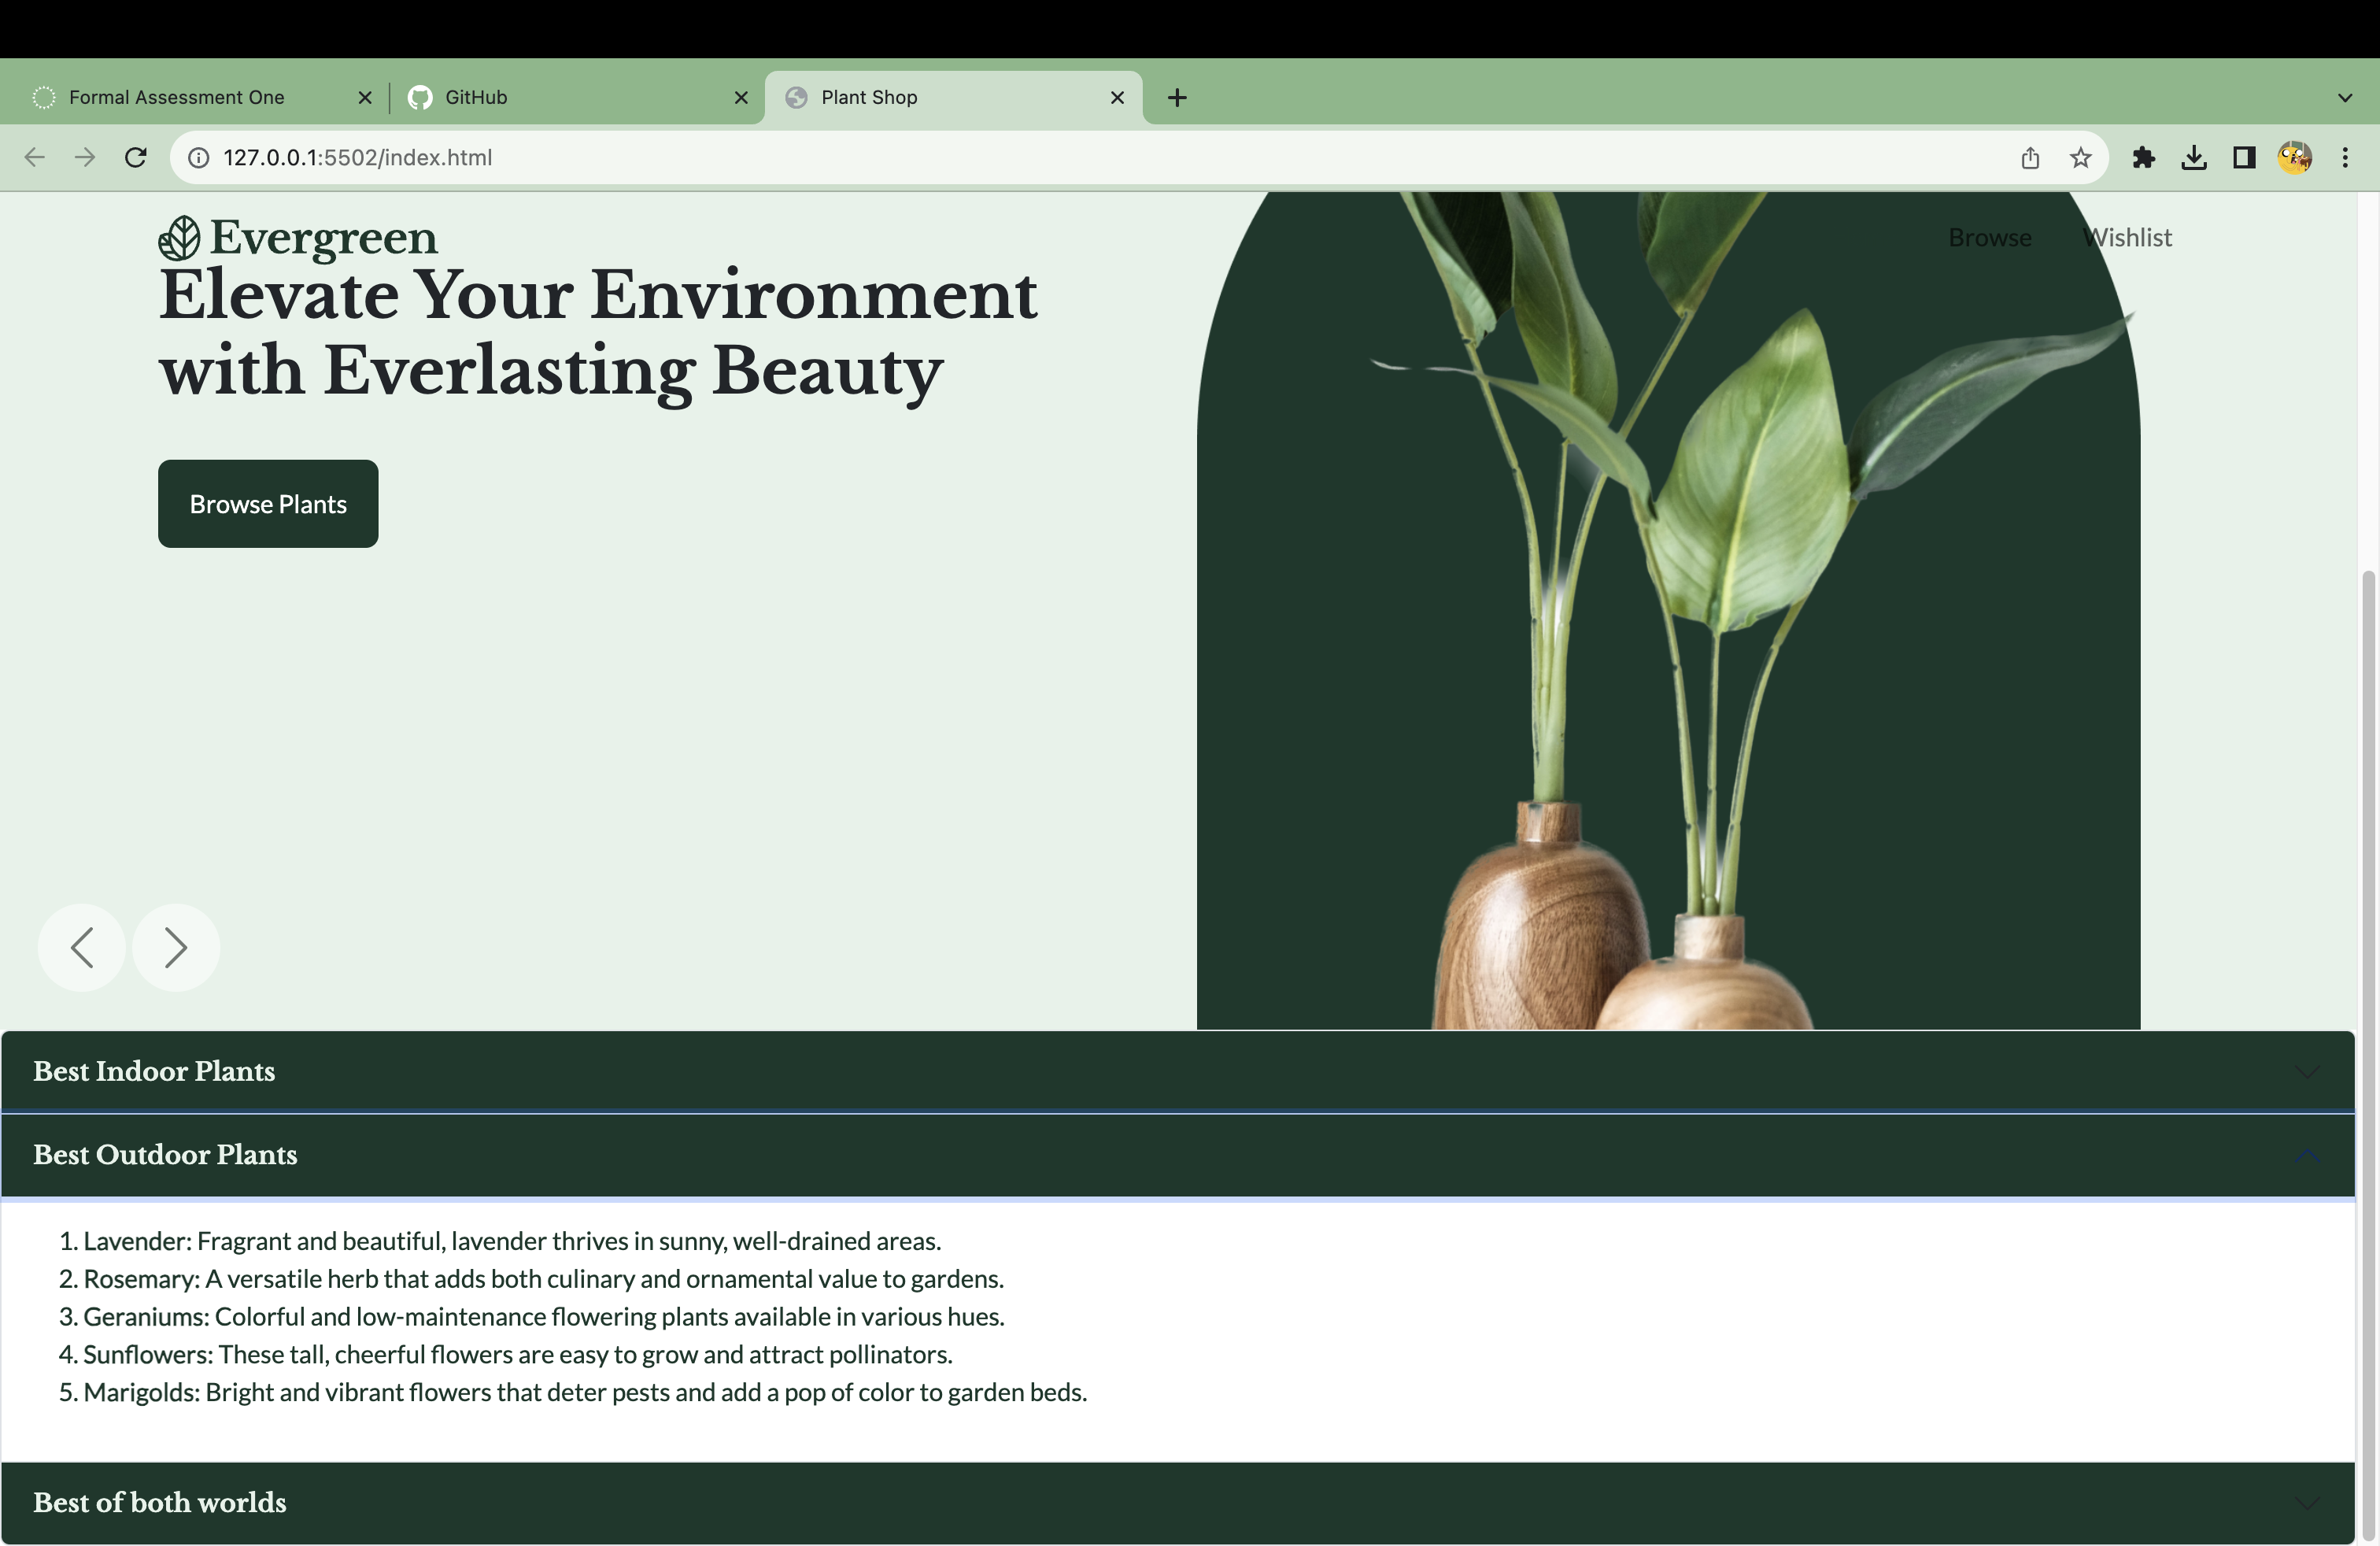 Formal Assessment One
GitHub
Plant Shop
127.0.0.1:5502/index.html
Evergreen
Browse
Wishlist
Elevate Your Environment
with Everlasting Beauty
Browse Plants
Best Indoor Plants
Best Outdoor Plants
1. Lavender: Fragrant and beautiful, lavender thrives in sunny, well-drained areas.
2. Rosemary: A versatile herb that adds both culinary and ornamental value to gardens.
3. Geraniums: Colorful and low-maintenance flowering plants available in various hues.
4. Sunflowers: These tall, cheerful flowers are easy to grow and attract pollinators.
5. Marigolds: Bright and vibrant flowers that deter pests and add a pop of color to garden beds.
Best of both worlds